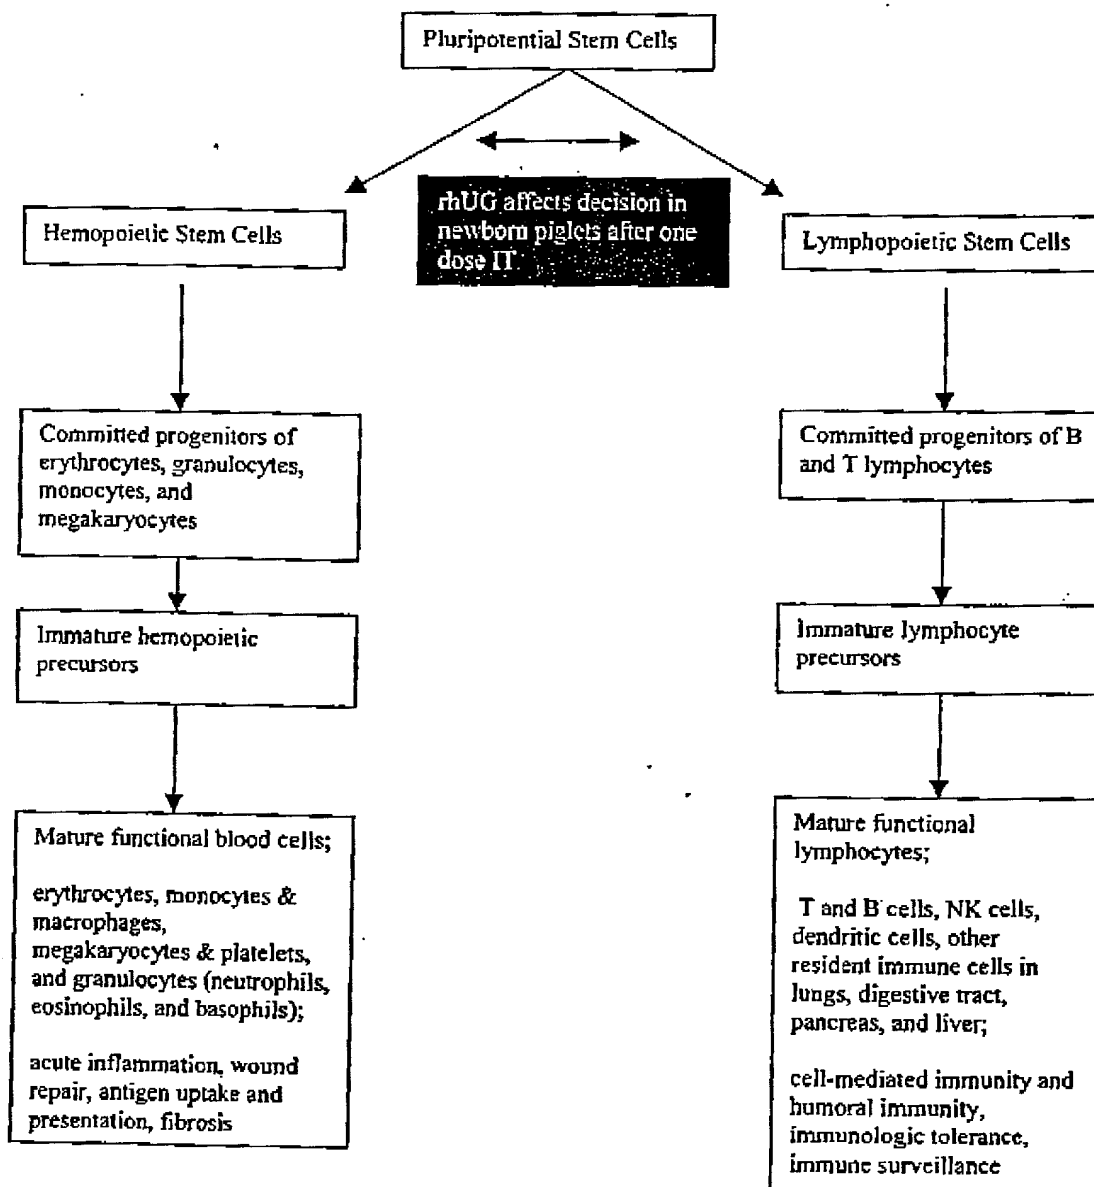 Pluripotential Stem Cells
rhUG affects decision in
newborn piglets after one
dose IT.
Hemopoietic Stem Cells
Lymphopoietic Stem Cells
Committed progenitors of
erythrocytes, granulocytes,
monocytes, and
megakaryocytes
Committed progenitors of B
and T lymphocytes
Immature hemopoietic
precursors
Immature lymphocyte
precursors
Mature functional blood cells;
erythrocytes, monocytes &
macrophages,
megakaryocytes & platelets,
and granulocytes (neutrophils,
eosinophils, and basophils);
acute inflammation, wound
repair, antigen uptake and
presentation, fibrosis
Mature functional
lymphocytes;
T and B cells, NK cells,
dendritic cells, other
resident immune cells in
lungs, digestive tract,
pancreas, and liver;
cell-mediated immunity and
humoral immunity,
immunologic tolerance,
immune surveillance